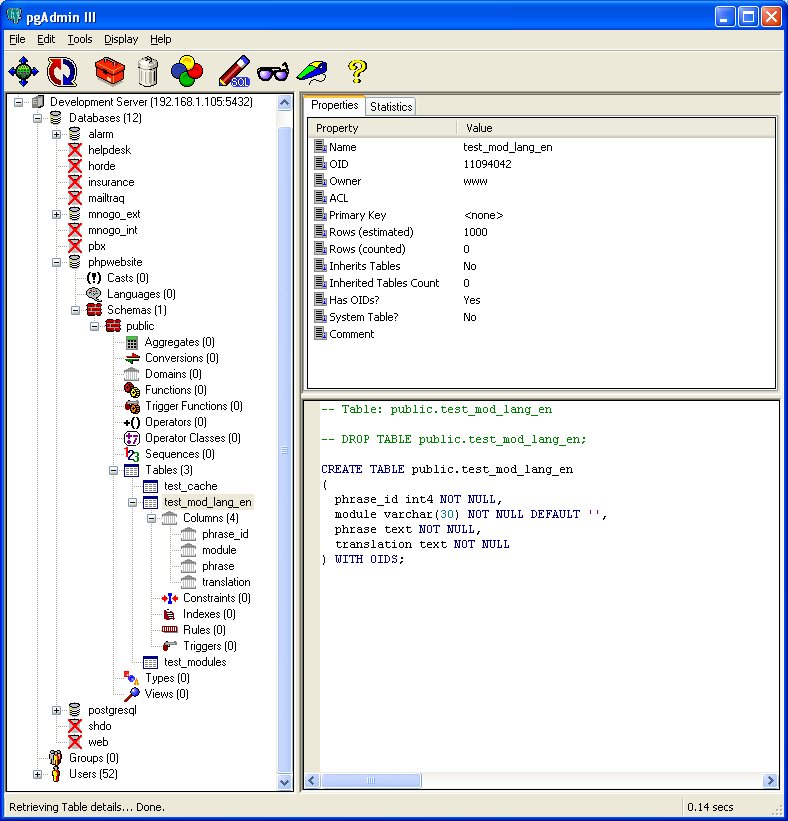 pgAdmin III
File Edit Tools Display Help
SQL
Development Server (192.168.1.105:5432)
Databases (12)
alarm
helpdesk
horde
insurance
mailtraq
mnogo_ext
mnogo_int
pbx
phpwebsite
Casts (0)
Languages (0)
Schemas (1)
public
Aggregates (0)
Conversions (0)
Domains (0)
Functions (0)
Trigger Functions (0)
Operators (0)
Operator Classes (0)
Sequences (0)
Tables (3)
test_cache
test_mod_lang_en
Columns (4)
phrase_id
module
phrase
translation
Constraints (0)
Indexes (0)
Rules (0)
Triggers (0)
test_modules
Types (0)
Views (0)
postgresql
shdo
web
Groups (0)
Users (52)
Properties Statistics
Property Value
Name test_mod_lang_en
OID 11094042
Owner www
ACL
Primary Key <none>
Rows (estimated) 1000
Rows (counted) 0
Inherits Tables No
Inherited Tables Count 0
Has OIDs? Yes
System Table? No
Comment
-- Table: public.test_mod_lang_en
-- DROP TABLE public.test_mod_lang_en;
CREATE TABLE public.test_mod_lang_en
(
phrase_id int4 NOT NULL,
module varchar(30) NOT NULL DEFAULT '',
phrase text NOT NULL,
translation text NOT NULL
) WITH OIDS;
Retrieving Table details... Done. 0.14 secs